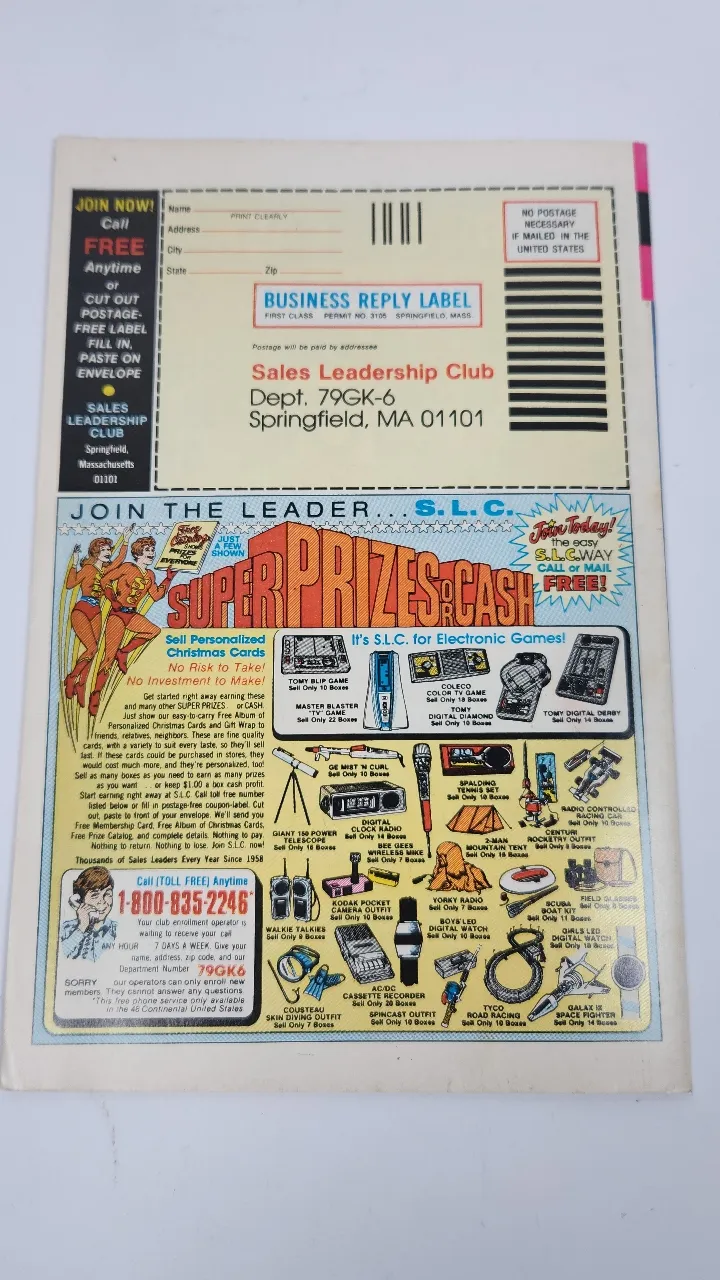 JOIN NOW!
Call
FREE
Anytime
or
CUT OUT
POSTAGE-
FREE LABEL
FILL IN,
PASTE ON
ENVELOPE
SALES
LEADERSHIP
CLUB
Springfield,
Massachusetts
01101
Name
PRINT CLEARLY
Address
City
State Zip
NO POSTAGE
NECESSARY
IF MAILED IN THE
UNITED STATES
BUSINESS REPLY LABEL
FIRST CLASS PERMIT NO. 3105 SPRINGFIELD, MASS.
Postage will be paid by addressee
Sales Leadership Club
Dept. 79GK-6
Springfield, MA 01101
JOIN THE LEADER...S.L.C.
PRIZES
FOR
EVERYONE
JUST
A FEW
SHOWN
SUPER PRIZES OR CASH
Join Today!
the easy
S.L.C. WAY
CALL or MAIL
FREE!
Sell Personalized
Christmas Cards
No Risk to Take!
No Investment to Make!
Get started right away earning these
and many other SUPER PRIZES or CASH.
Just show our easy-to-carry Free Album of
Personalized Christmas Cards and Gift Wrap to
friends, relatives, neighbors. These are fine quality
cards, with a variety to suit every taste, so they'll sell
fast. If these cards could be purchased in stores, they
would cost much more, and they're personalized, too!
Sell as many boxes as you need to earn as many prizes
as you want ... or keep $1.00 a box cash profit.
Start earning right away at S.L.C. Call toll free number
listed below or fill in postage-free coupon-label. Cut
out, paste to front of your envelope. We'll send you
Free Membership Card, Free Album of Christmas Cards,
Free Prize Catalog, and complete details. Nothing to pay.
Nothing to return. Nothing to lose. Join S.L.C. now!
Thousands of Sales Leaders Every Year Since 1958
Call (TOLL FREE) Anytime
1-800-835-2246*
Your club enrollment operator is
waiting to receive your call
ANY HOUR 7 DAYS A WEEK. Give your
name, address, zip code, and our
Department Number 79GK6
SORRY our operators can only enroll new
members. They cannot answer any questions.
*This free phone service only available
in the 48 Continental United States
It's S.L.C. for Electronic Games!
TOMY BLIP GAME
Sell Only 10 Boxes
MASTER BLASTER
"TV" GAME
Sell Only 22 Boxes
COLECO
COLOR TV GAME
Sell Only 18 Boxes
TOMY
DIGITAL DIAMOND
Sell Only 10 Boxes
TOMY DIGITAL DERBY
Sell Only 14 Boxes
GIANT 150 POWER
TELESCOPE
Sell Only 18 Boxes
GE MIST 'N CURL
Sell Only 10 Boxes
DIGITAL
CLOCK RADIO
Sell Only 14 Boxes
BEE GEES
WIRELESS MIKE
Sell Only 7 Boxes
SPALDING
TENNIS SET
Sell Only 10 Boxes
2-MAN
MOUNTAIN TENT
Sell Only 16 Boxes
CENTURI
ROCKETRY OUTFIT
Sell Only 9 Boxes
RADIO CONTROLLED
RACING CAR
Sell Only 10 Boxes
WALKIE TALKIES
Sell Only 9 Boxes
KODAK POCKET
CAMERA OUTFIT
Sell Only 10 Boxes
YORKY RADIO
Sell Only 7 Boxes
BOYS' LED
DIGITAL WATCH
Sell Only 10 Boxes
SCUBA
BOAT KIT
Sell Only 11 Boxes
FIELD GLASSES
Sell Only 8 Boxes
GIRLS' LED
DIGITAL WATCH
COUSTEAU
SKIN DIVING OUTFIT
Sell Only 7 Boxes
AC/DC
CASSETTE RECORDER
Sell Only 20 Boxes
SPINCAST OUTFIT
Sell Only 10 Boxes
TYCO
ROAD RACING
Sell Only 10 Boxes
GALAX IX
SPACE FIGHTER
Sell Only 14 Boxes